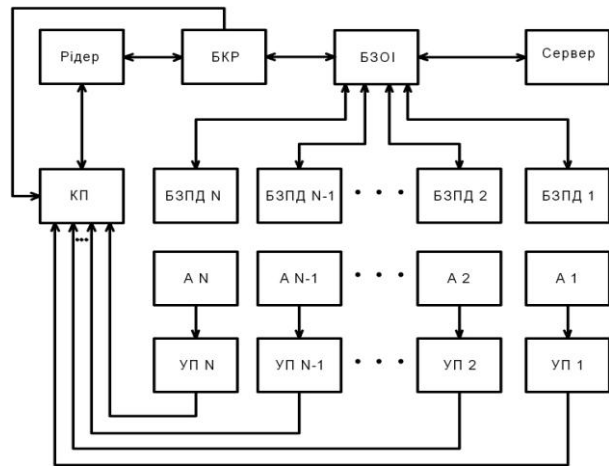 Рідер
БКР
БЗОІ
Сервер
КП
БЗПД N
БЗПД N-1
БЗПД 2
БЗПД 1
А N
А N-1
А 2
А 1
УП N
УП N-1
УП 2
УП 1